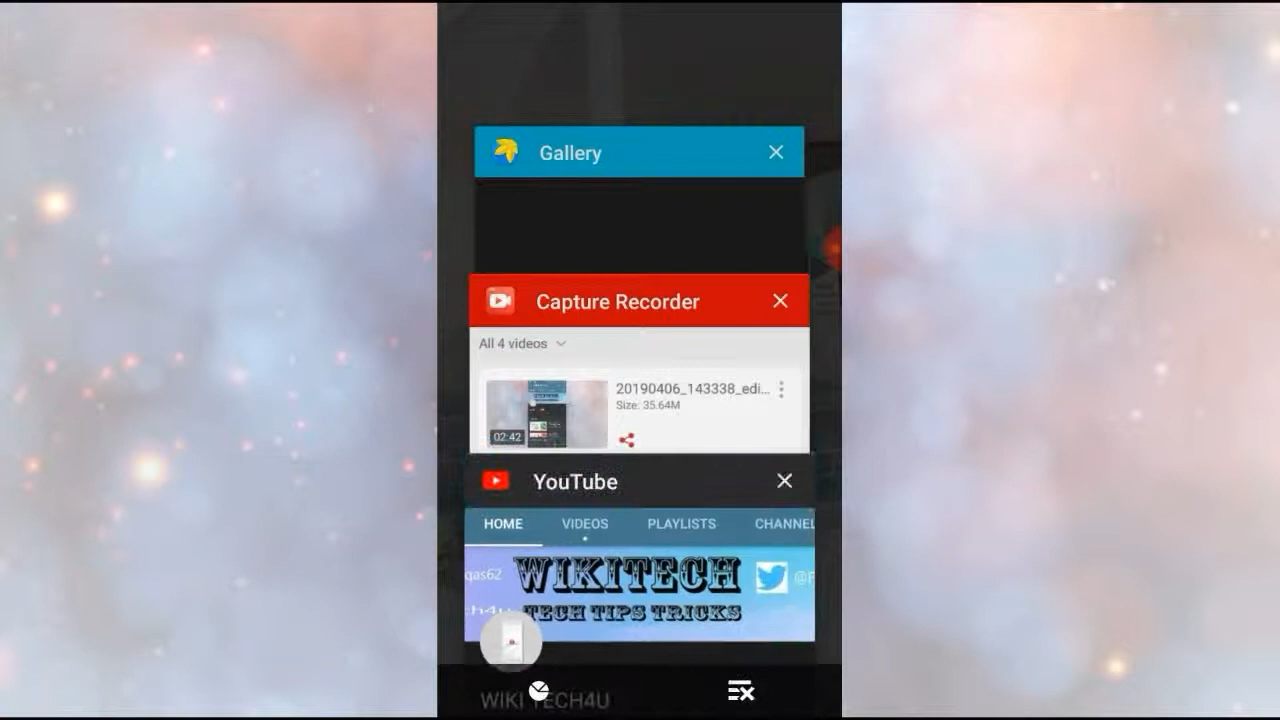 Gallery
Capture Recorder
All 4 videos
20190406_143338_edi...
Size: 35.64M
02:42
YouTube
HOME VIDEOS PLAYLISTS CHANNEL
qas62 WIKITECH @F
TECH TIPS TRICKS
WIKI TECH4U